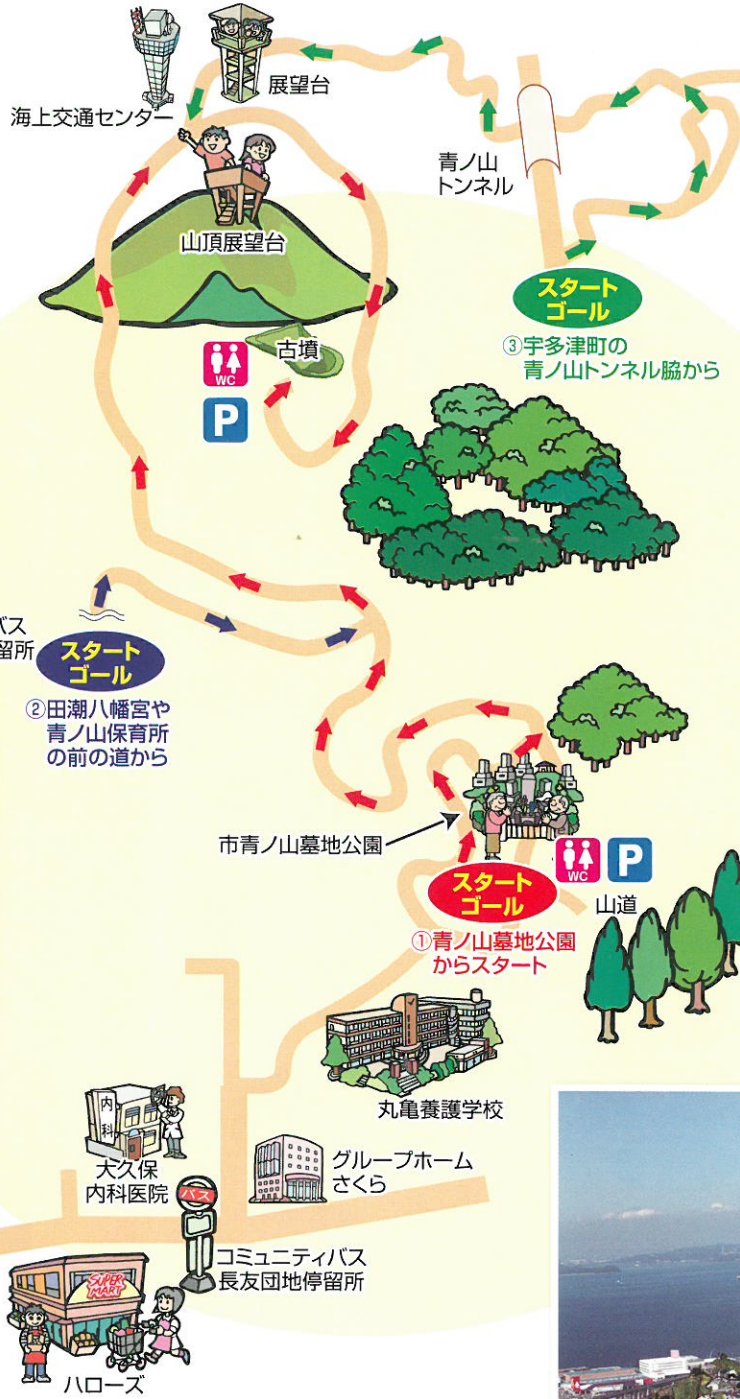 海上交通センター
展望台
青ノ山
トンネル
山頂展望台
スタート
ゴール
③宇多津町の
青ノ山トンネル脇から
古墳
WC
P
バス
留所
スタート
ゴール
②田潮八幡宮や
青ノ山保育所
の前の道から
市青ノ山墓地公園
WC
P
スタート
ゴール
山道
①青ノ山墓地公園
からスタート
丸亀養護学校
内科
大久保
内科医院
バス
グループホーム
さくら
コミュニティバス
長友団地停留所
SUPER
MART
ハローズ